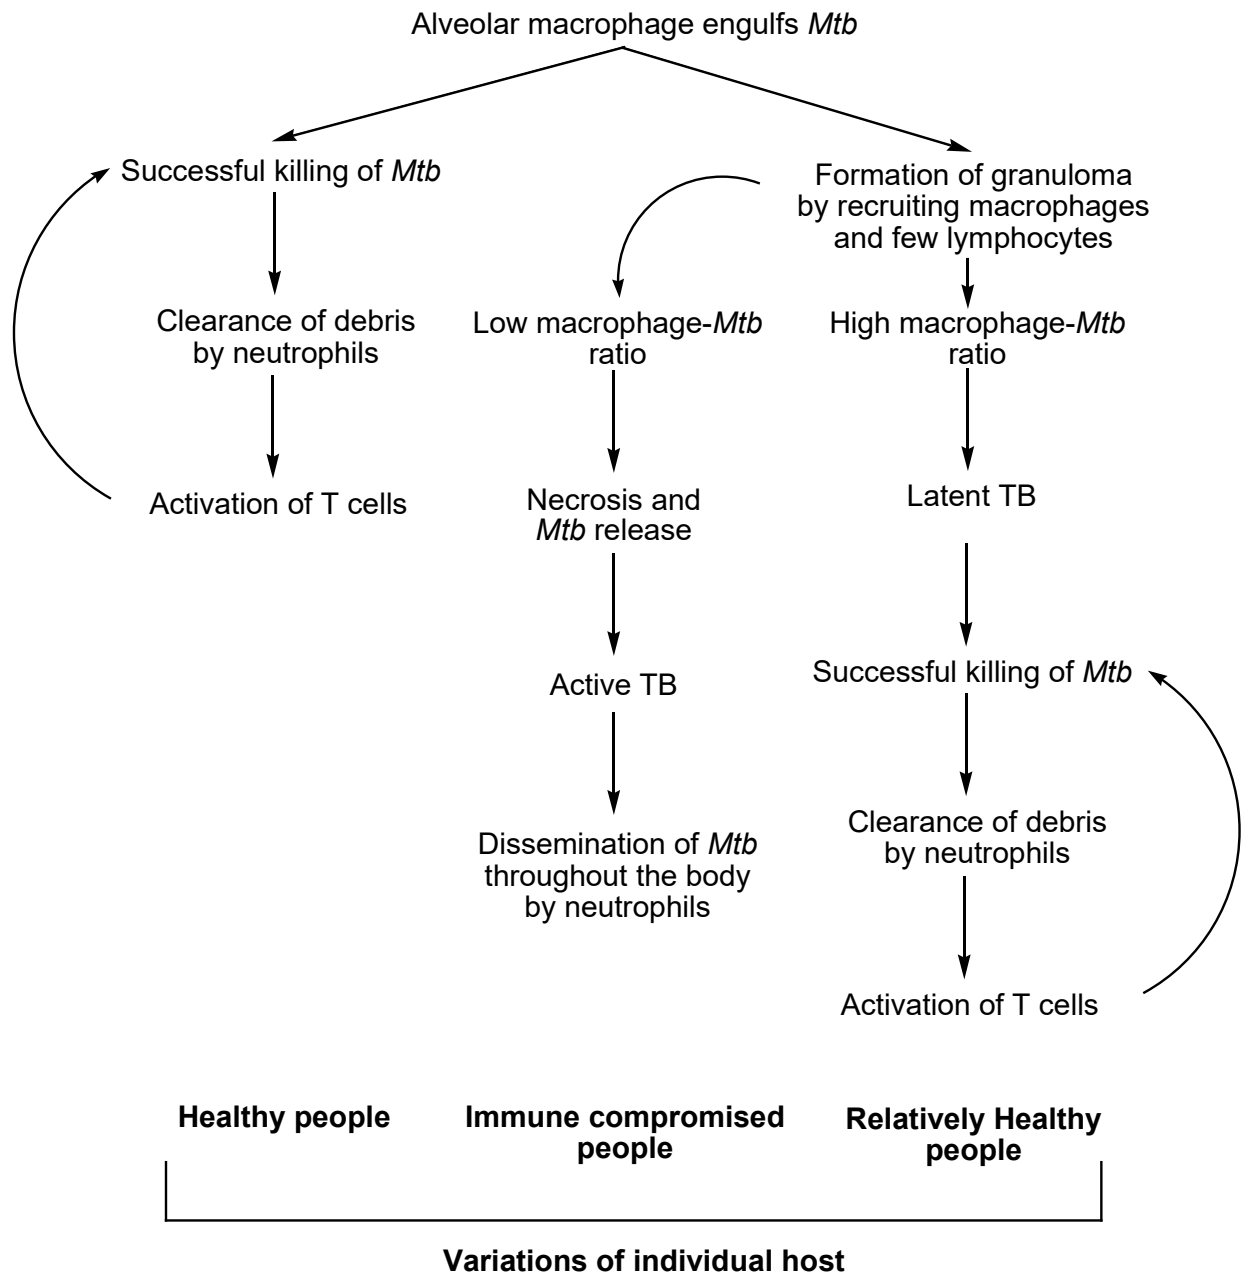 Alveolar macrophage engulfs Mtb
Successful killing of Mtb
Clearance of debris
by neutrophils
Activation of T cells
Formation of granuloma
by recruiting macrophages
and few lymphocytes
Low macrophage-Mtb
ratio
Necrosis and
Mtb release
Active TB
Dissemination of Mtb
throughout the body
by neutrophils
High macrophage-Mtb
ratio
Latent TB
Successful killing of Mtb
Clearance of debris
by neutrophils
Activation of T cells
Healthy people
Immune compromised
people
Relatively Healthy
people
Variations of individual host